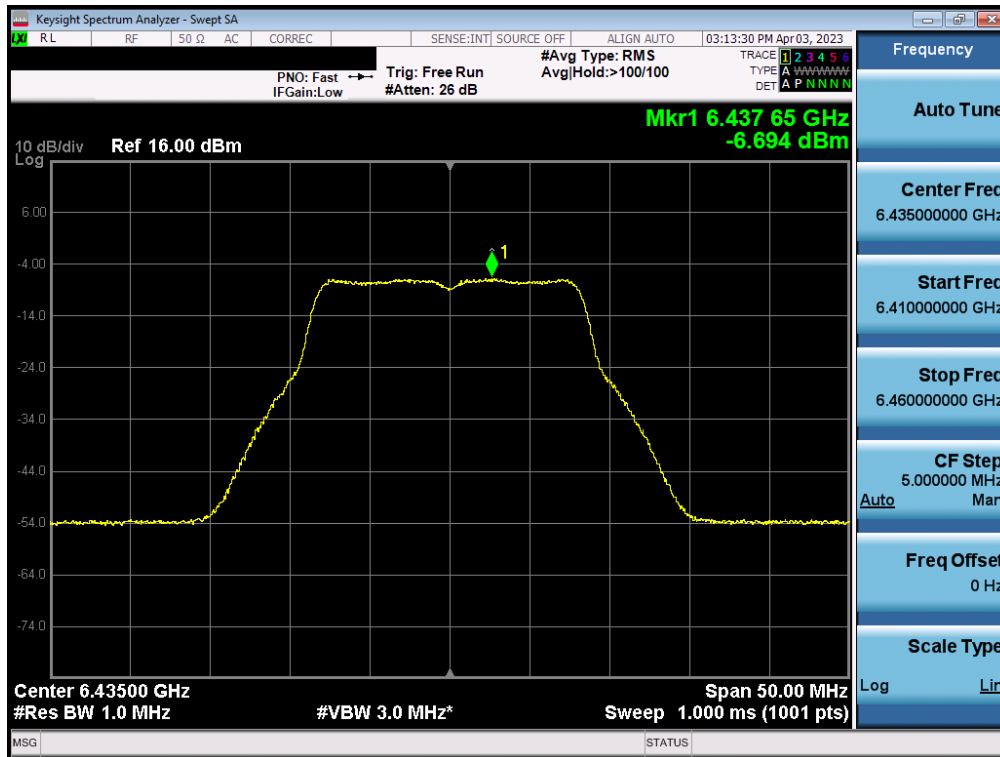 Keysight Spectrum Analyzer - Swept SA
LXI RL RF 50 Ω AC CORREC SENSE:INT SOURCE OFF ALIGN AUTO 03:13:30 PM Apr 03, 2023
PNO: Fast Trig: Free Run #Avg Type: RMS TRACE 1 2 3 4 5 6
IFGain:Low #Atten: 26 dB Avg|Hold:>100/100 TYPE A WWWWW
DET A P N N N N
Mkr1 6.437 65 GHz
-6.694 dBm
10 dB/div Ref 16.00 dBm
Log
6.00
1
-4.00
-14.0
-24.0
-34.0
-44.0
-54.0
-64.0
-74.0
Center 6.43500 GHz Span 50.00 MHz
#Res BW 1.0 MHz #VBW 3.0 MHz* Sweep 1.000 ms (1001 pts)
MSG STATUS
Frequency
Auto Tune
Center Freq
6.435000000 GHz
Start Freq
6.410000000 GHz
Stop Freq
6.460000000 GHz
CF Step
5.000000 MHz
Auto Man
Freq Offset
0 Hz
Scale Type
Log Lin